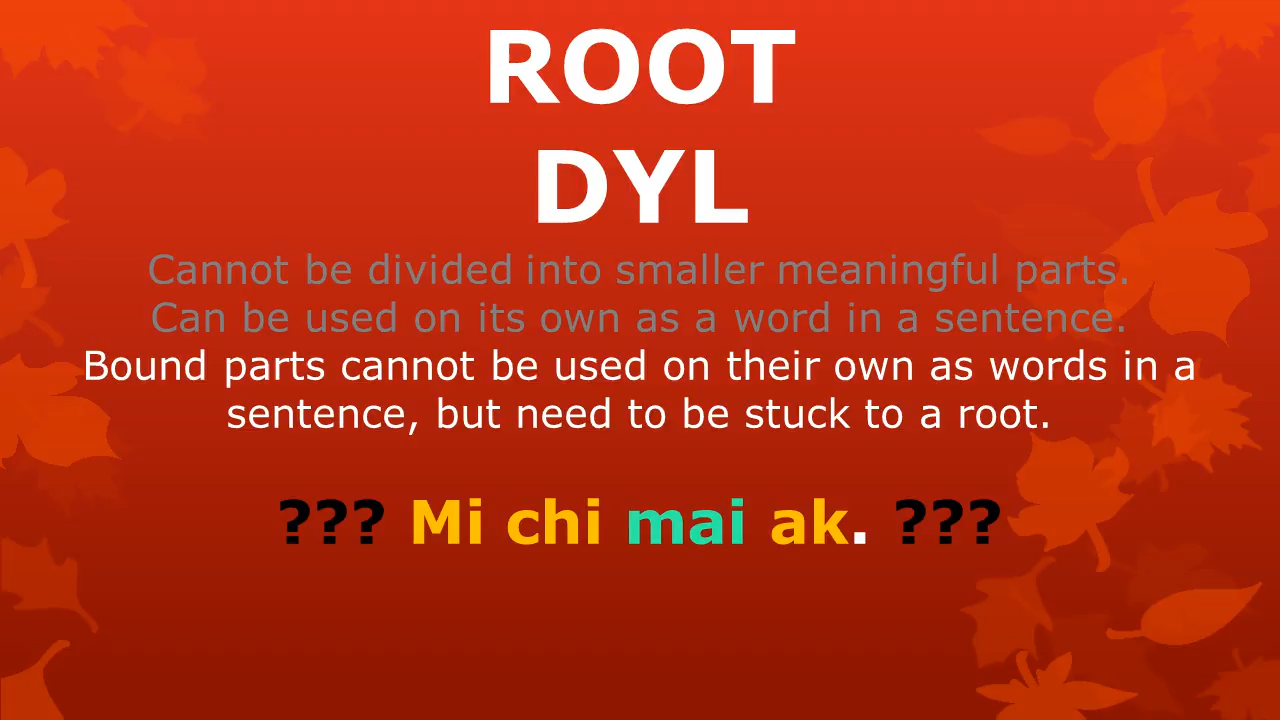 ROOT
DYL
Cannot be divided into smaller meaningful parts.
Can be used on its own as a word in a sentence.
Bound parts cannot be used on their own as words in a
sentence, but need to be stuck to a root.
??? Mi chi mai ak. ???